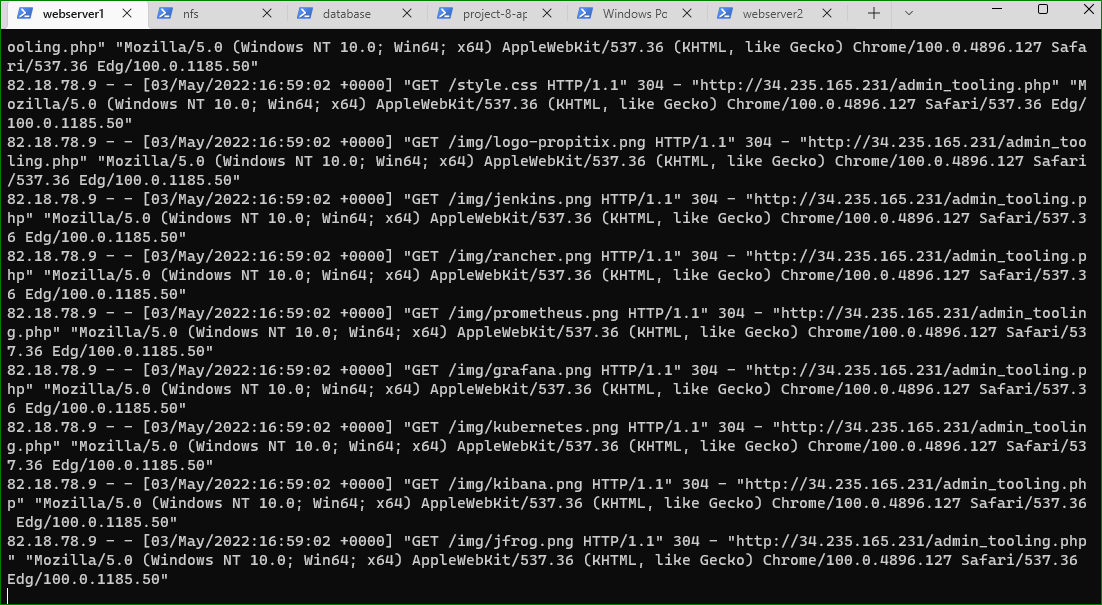 webserver1 nfs database project-8-ap Windows Po webserver2
ooling.php" "Mozilla/5.0 (Windows NT 10.0; Win64; x64) AppleWebKit/537.36 (KHTML, like Gecko) Chrome/100.0.4896.127 Safa
ri/537.36 Edg/100.0.1185.50"
82.18.78.9 - - [03/May/2022:16:59:02 +0000] "GET /style.css HTTP/1.1" 304 - "http://34.235.165.231/admin_tooling.php" "M
ozilla/5.0 (Windows NT 10.0; Win64; x64) AppleWebKit/537.36 (KHTML, like Gecko) Chrome/100.0.4896.127 Safari/537.36 Edg/
100.0.1185.50"
82.18.78.9 - - [03/May/2022:16:59:02 +0000] "GET /img/logo-propitix.png HTTP/1.1" 304 - "http://34.235.165.231/admin_too
ling.php" "Mozilla/5.0 (Windows NT 10.0; Win64; x64) AppleWebKit/537.36 (KHTML, like Gecko) Chrome/100.0.4896.127 Safari
/537.36 Edg/100.0.1185.50"
82.18.78.9 - - [03/May/2022:16:59:02 +0000] "GET /img/jenkins.png HTTP/1.1" 304 - "http://34.235.165.231/admin_tooling.p
hp" "Mozilla/5.0 (Windows NT 10.0; Win64; x64) AppleWebKit/537.36 (KHTML, like Gecko) Chrome/100.0.4896.127 Safari/537.3
6 Edg/100.0.1185.50"
82.18.78.9 - - [03/May/2022:16:59:02 +0000] "GET /img/rancher.png HTTP/1.1" 304 - "http://34.235.165.231/admin_tooling.p
hp" "Mozilla/5.0 (Windows NT 10.0; Win64; x64) AppleWebKit/537.36 (KHTML, like Gecko) Chrome/100.0.4896.127 Safari/537.3
6 Edg/100.0.1185.50"
82.18.78.9 - - [03/May/2022:16:59:02 +0000] "GET /img/prometheus.png HTTP/1.1" 304 - "http://34.235.165.231/admin_toolin
g.php" "Mozilla/5.0 (Windows NT 10.0; Win64; x64) AppleWebKit/537.36 (KHTML, like Gecko) Chrome/100.0.4896.127 Safari/53
7.36 Edg/100.0.1185.50"
82.18.78.9 - - [03/May/2022:16:59:02 +0000] "GET /img/grafana.png HTTP/1.1" 304 - "http://34.235.165.231/admin_tooling.p
hp" "Mozilla/5.0 (Windows NT 10.0; Win64; x64) AppleWebKit/537.36 (KHTML, like Gecko) Chrome/100.0.4896.127 Safari/537.3
6 Edg/100.0.1185.50"
82.18.78.9 - - [03/May/2022:16:59:02 +0000] "GET /img/kubernetes.png HTTP/1.1" 304 - "http://34.235.165.231/admin_toolin
g.php" "Mozilla/5.0 (Windows NT 10.0; Win64; x64) AppleWebKit/537.36 (KHTML, like Gecko) Chrome/100.0.4896.127 Safari/53
7.36 Edg/100.0.1185.50"
82.18.78.9 - - [03/May/2022:16:59:02 +0000] "GET /img/kibana.png HTTP/1.1" 304 - "http://34.235.165.231/admin_tooling.ph
p" "Mozilla/5.0 (Windows NT 10.0; Win64; x64) AppleWebKit/537.36 (KHTML, like Gecko) Chrome/100.0.4896.127 Safari/537.36
 Edg/100.0.1185.50"
82.18.78.9 - - [03/May/2022:16:59:02 +0000] "GET /img/jfrog.png HTTP/1.1" 304 - "http://34.235.165.231/admin_tooling.php
" "Mozilla/5.0 (Windows NT 10.0; Win64; x64) AppleWebKit/537.36 (KHTML, like Gecko) Chrome/100.0.4896.127 Safari/537.36
Edg/100.0.1185.50"